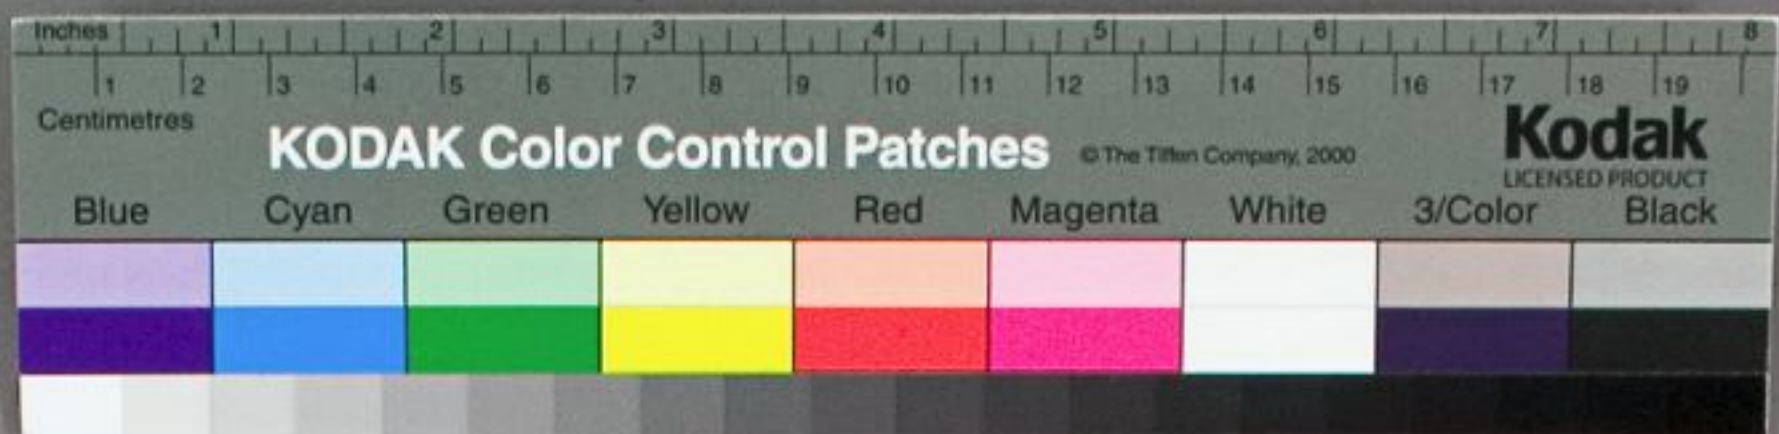 Inches 1 2 3 4 5 6 7 8
1 2 3 4 5 6 7 8 9 10 11 12 13 14 15 16 17 18 19
Centimetres
KODAK Color Control Patches © The Tiffen Company, 2000 Kodak
LICENSED PRODUCT
Blue Cyan Green Yellow Red Magenta White 3/Color Black